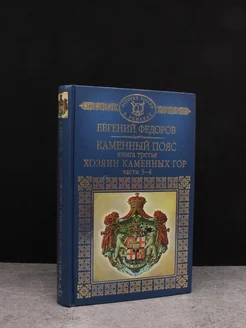 ЕВГЕНИЙ ФЕДОРОВ
КАМЕННЫЙ ПОЯС
КНИГА ТРЕТЬЯ
ХОЗЯИН КАМЕННЫХ ГОР
ЧАСТИ 3-4